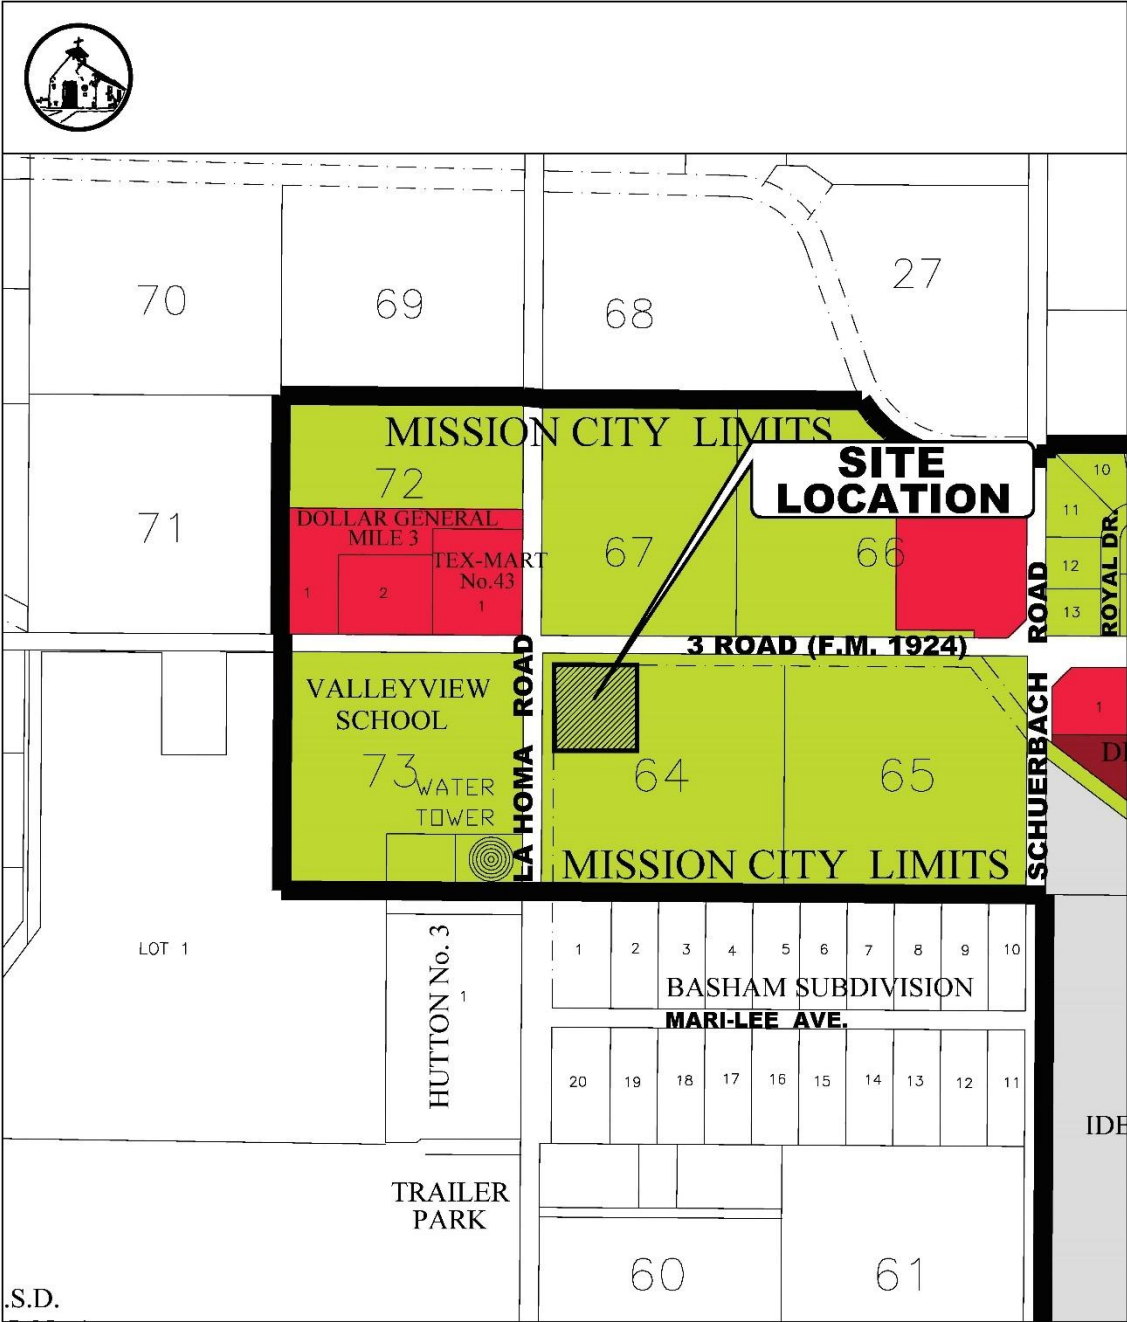 70
69
68
27
MISSION CITY LIMITS
SITE
LOCATION
72
71
DOLLAR GENERAL
MILE 3
TEX-MART
No.43
1
2
1
67
66
10
11
12
13
ROYAL DR.
3 ROAD (F.M. 1924)
LA HOMA ROAD
SCHUERBACH ROAD
VALLEYVIEW
SCHOOL
73
WATER
TOWER
64
65
1
MISSION CITY LIMITS
LOT 1
HUTTON No. 3
1
1 2 3 4 5 6 7 8 9 10
BASHAM SUBDIVISION
MARI-LEE AVE.
20 19 18 17 16 15 14 13 12 11
IDE
TRAILER
PARK
60
61
.S.D.